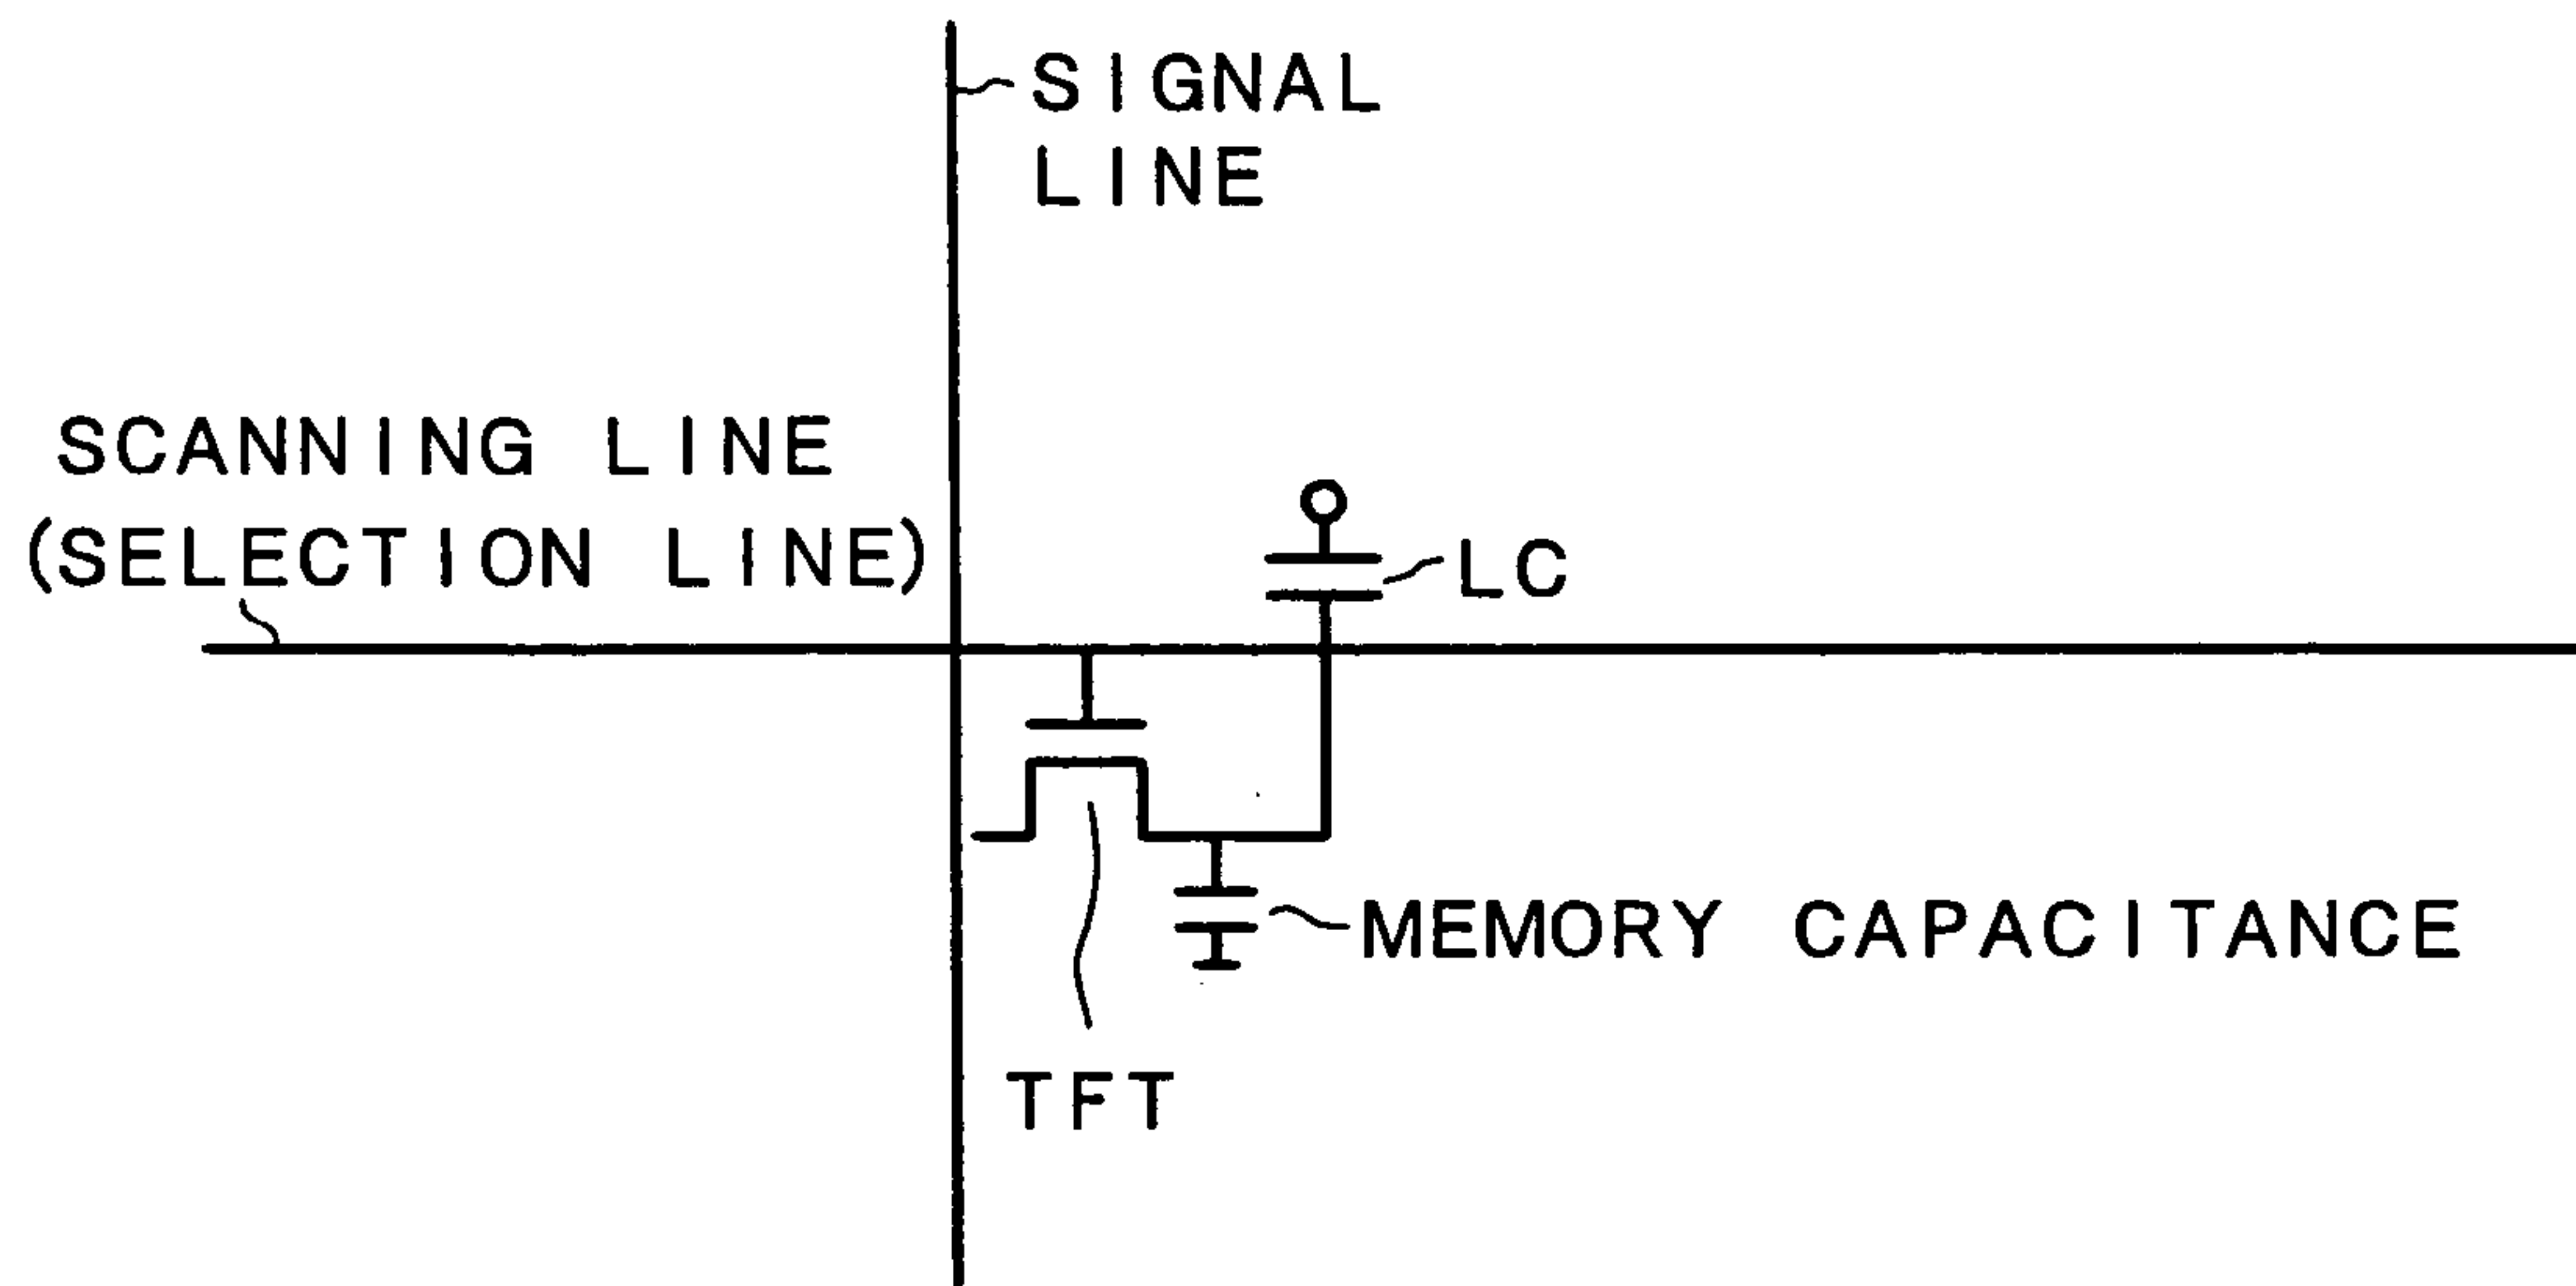 SIGNAL
LINE
SCANNING LINE
(SELECTION LINE)
LC
MEMORY CAPACITANCE
TFT